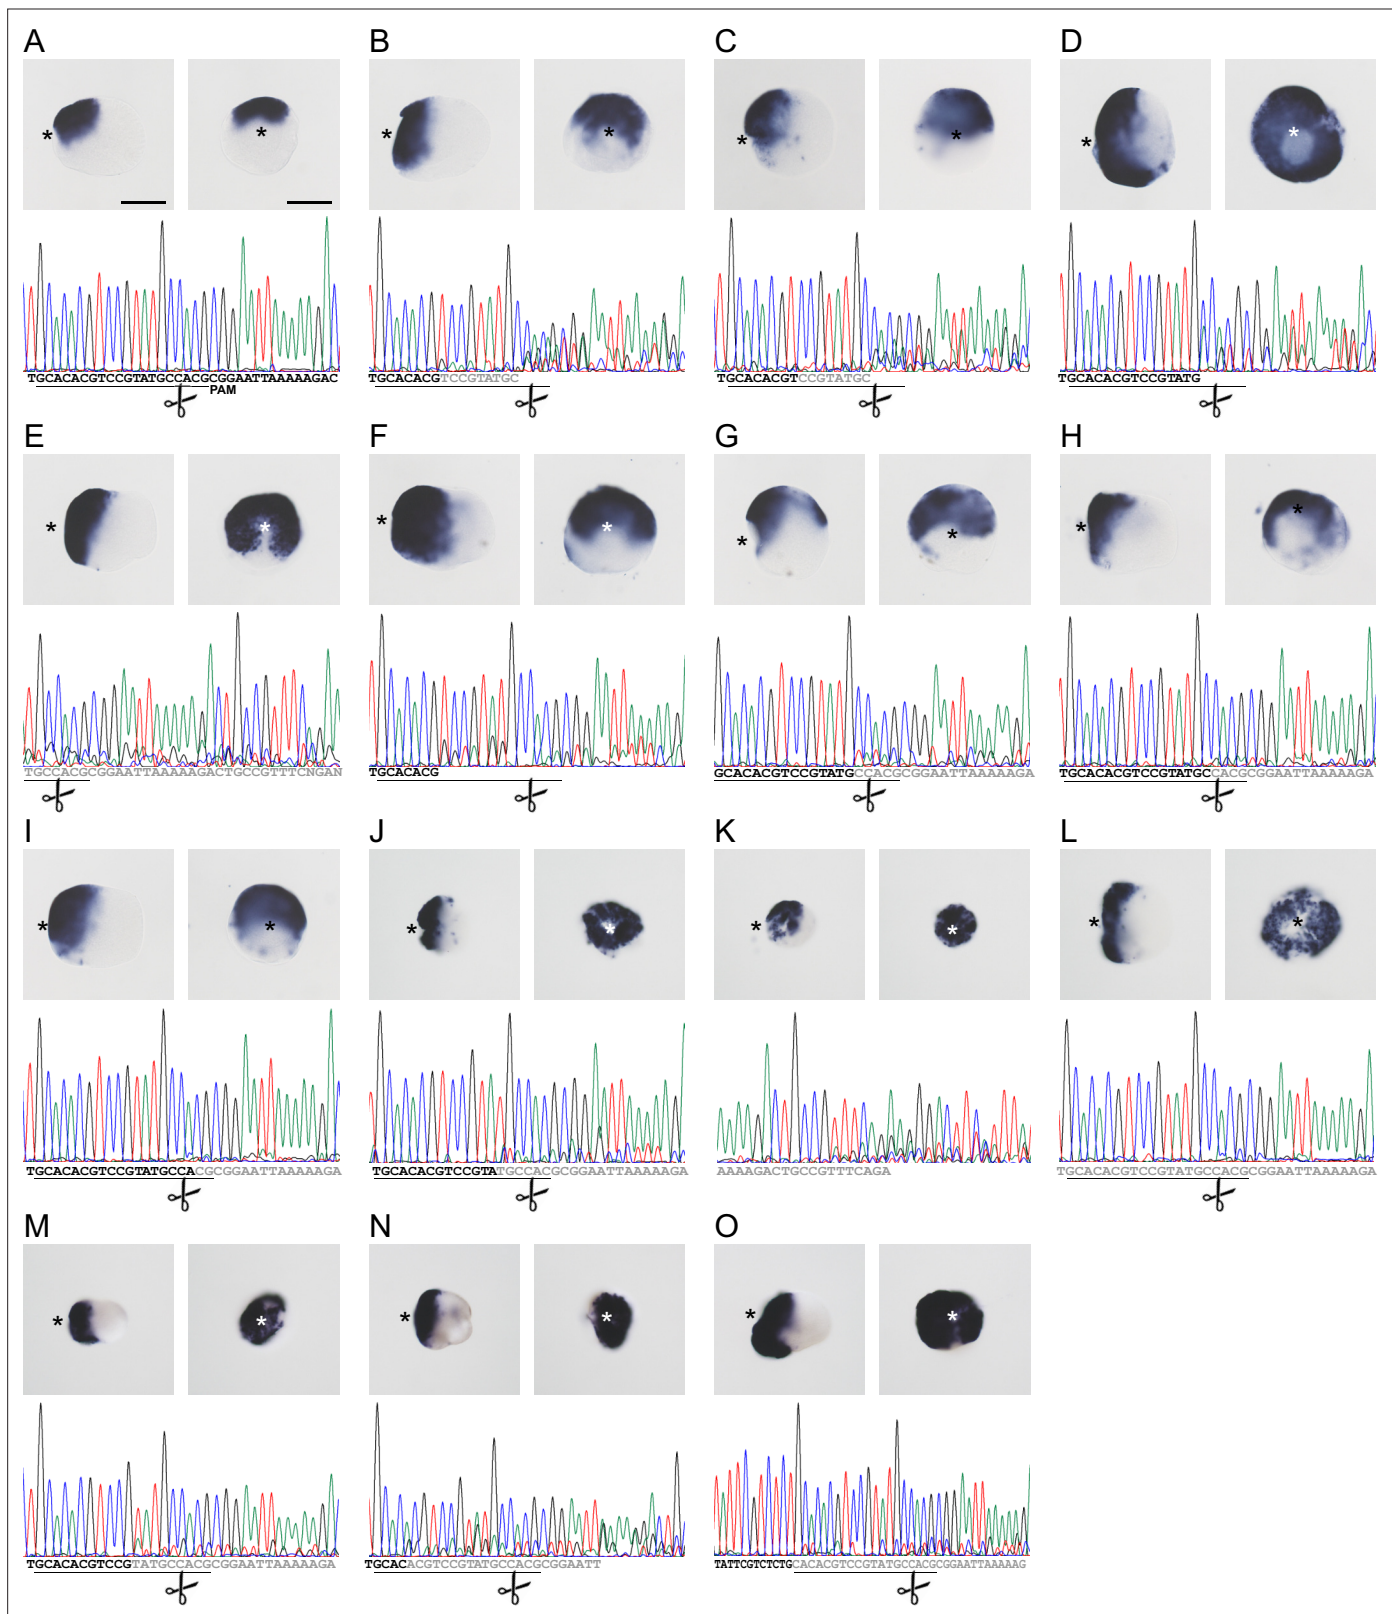 A
B
C
D
*
*
*
*
*
*
*
*
TGCACACGTCCGTATGCCACGCGGAATTAAAAAGAC
PAM
TGCACACGTCCGTATGC
TGCACACGTCCGTATGC
TGCACACGTCCGTATG
E
F
G
H
*
*
*
*
*
*
*
*
TGCCACGCGGAATTAAAAAGACTGCCGTTTCNGAN
TGCACACG
GCACACGTCCGTATGCCACGCGGAATTAAAAAGA
TGCACACGTCCGTATGCCACGCGGAATTAAAAAGA
I
J
K
L
*
*
*
*
*
*
*
*
TGCACACGTCCGTATGCCACGCGGAATTAAAAAGA
TGCACACGTCCGTATGCCACGCGGAATTAAAAAGA
AAAAGACTGCCGTTTCAGA
TGCACACGTCCGTATGCCACGCGGAATTAAAAAGA
M
N
O
*
*
*
*
*
*
TGCACACGTCCGTATGCCACGCGGAATTAAAAAGA
TGCACACGTCCGTATGCCACGCGGAATT
TATTCGTCTCTGCACACGTCCGTATGCCACGCGGAATTAAAAAG